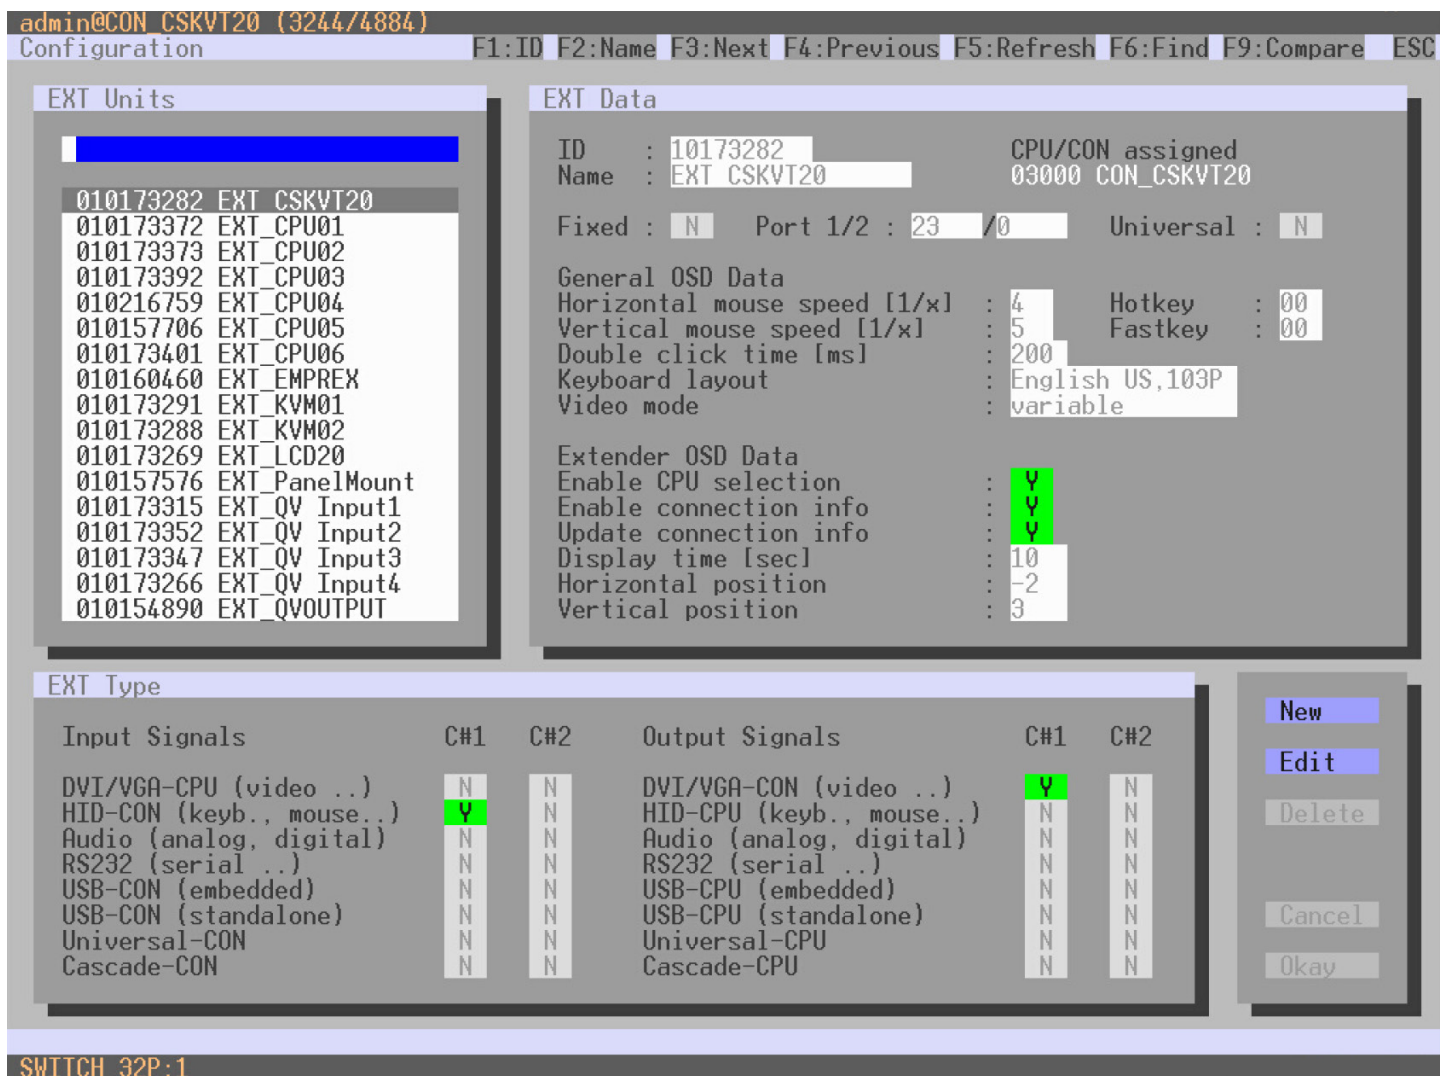 admin@CON_CSKVT20 (3244/4884)
Configuration F1:ID F2:Name F3:Next F4:Previous F5:Refresh F6:Find F9:Compare ESC
EXT Units
010173282 EXT_CSKVT20
010173372 EXT_CPU01
010173373 EXT_CPU02
010173392 EXT_CPU03
010216759 EXT_CPU04
010157706 EXT_CPU05
010173401 EXT_CPU06
010160460 EXT_EMPREX
010173291 EXT_KVM01
010173288 EXT_KVM02
010173269 EXT_LCD20
010157576 EXT_PanelMount
010173315 EXT_QV Input1
010173352 EXT_QV Input2
010173347 EXT_QV Input3
010173266 EXT_QV Input4
010154890 EXT_QVOUTPUT
EXT Data
ID : 10173282 CPU/CON assigned
Name : EXT_CSKVT20 03000 CON_CSKVT20
Fixed : N Port 1/2 : 23 /0 Universal : N
General OSD Data
Horizontal mouse speed [1/x] : 4 Hotkey : 00
Vertical mouse speed [1/x] : 5 Fastkey : 00
Double click time [ms] : 200
Keyboard layout : English US,103P
Video mode : variable
Extender OSD Data
Enable CPU selection : Y
Enable connection info : Y
Update connection info : Y
Display time [sec] : 10
Horizontal position : -2
Vertical position : 3
EXT Type
Input Signals C#1 C#2 Output Signals C#1 C#2
DVI/VGA-CPU (video ..) N N DVI/VGA-CON (video ..) Y N
HID-CON (keyb., mouse..) Y N HID-CPU (keyb., mouse..) N N
Audio (analog, digital) N N Audio (analog, digital) N N
RS232 (serial ..) N N RS232 (serial ..) N N
USB-CON (embedded) N N USB-CPU (embedded) N N
USB-CON (standalone) N N USB-CPU (standalone) N N
Universal-CON N N Universal-CPU N N
Cascade-CON N N Cascade-CPU N N
New
Edit
Delete
Cancel
Okay
SWITCH_32P:1